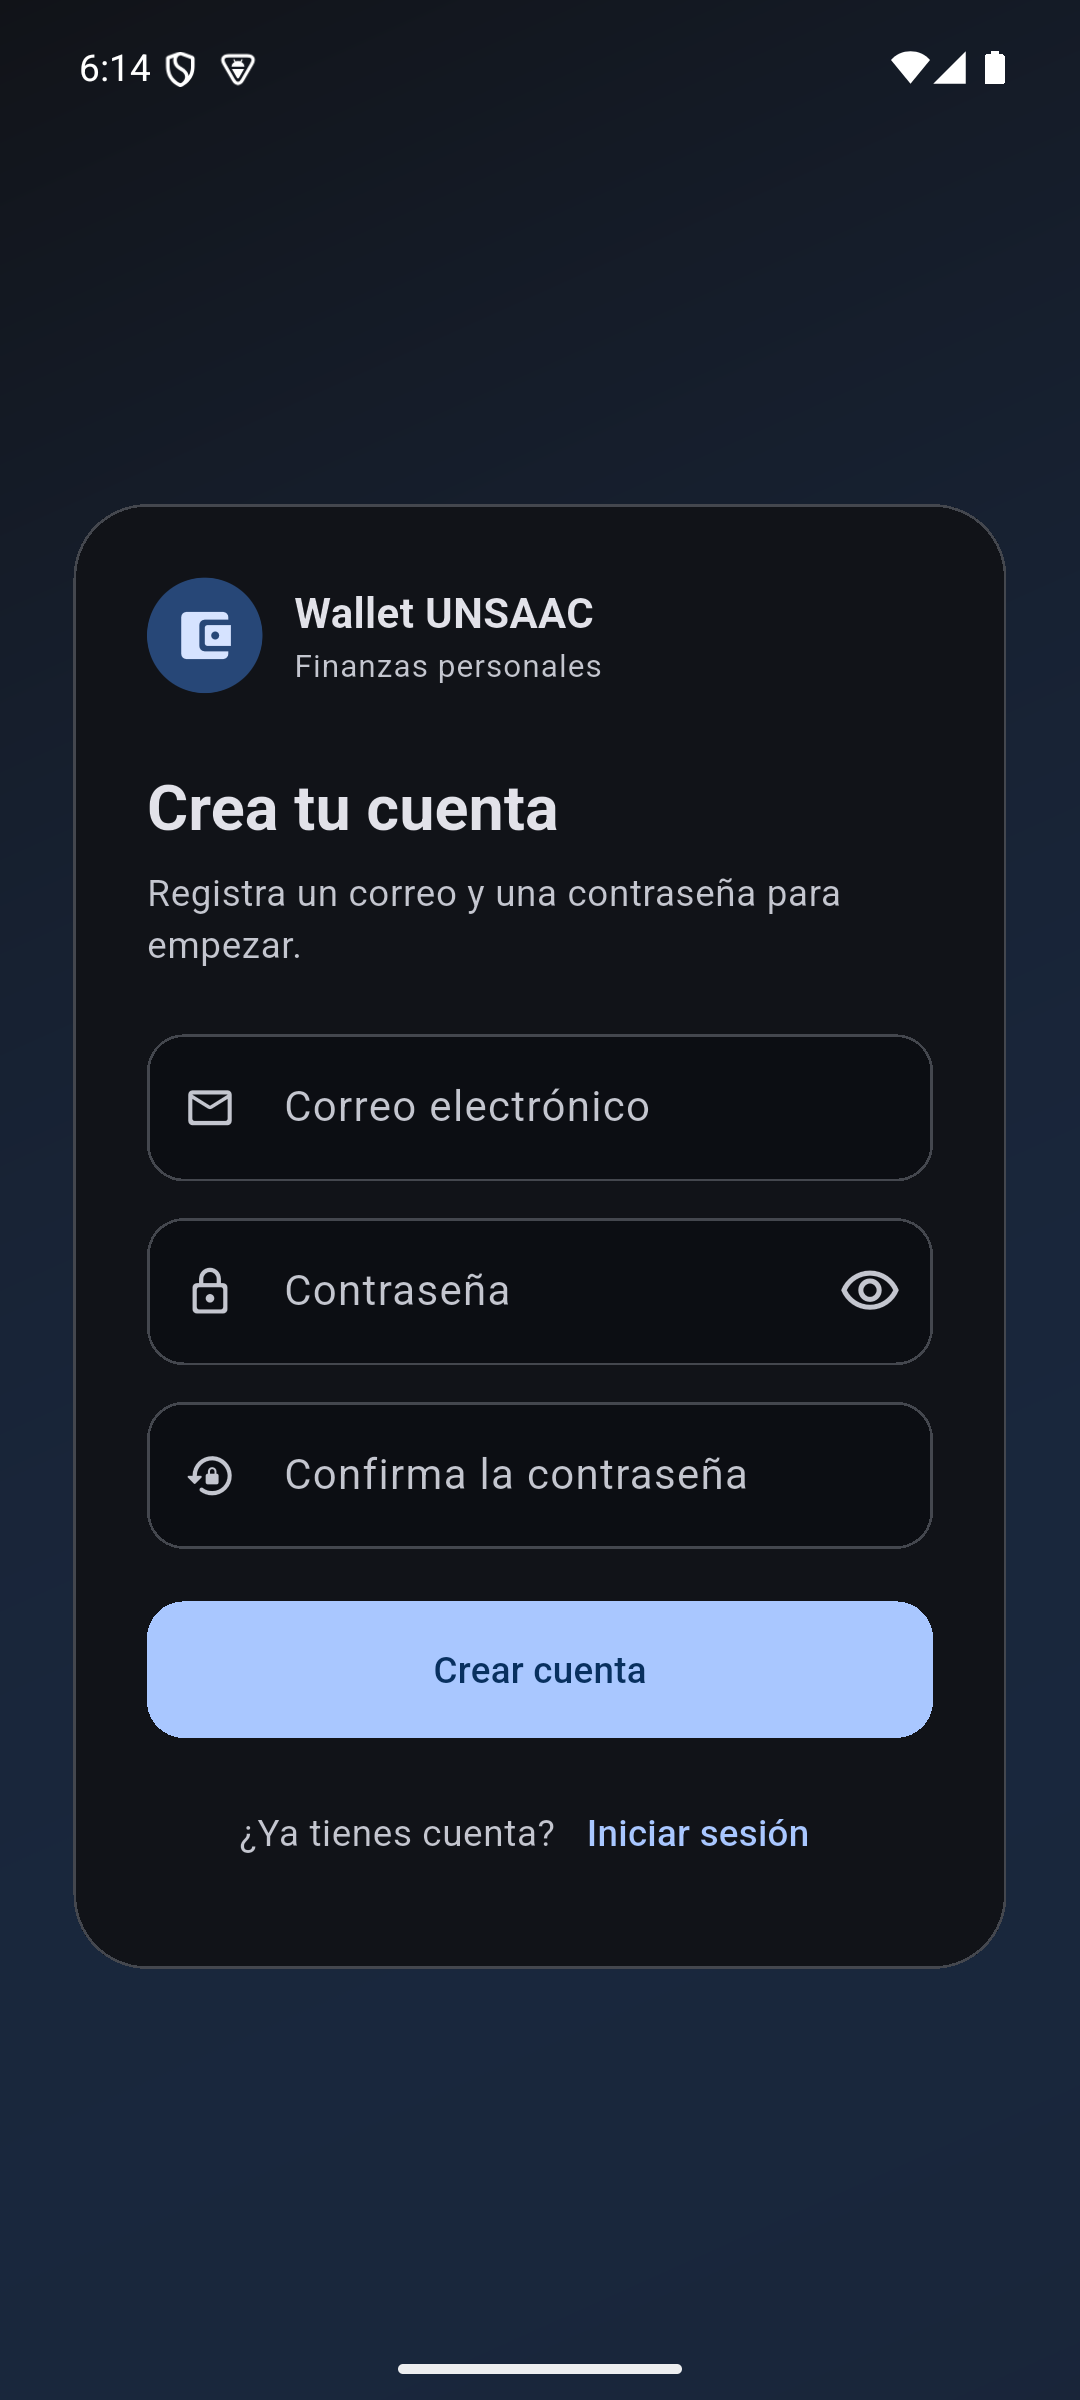 6:14
Wallet UNSAAC
Finanzas personales
Crea tu cuenta
Registra un correo y una contraseña para
empezar.
Correo electrónico
Contraseña
Confirma la contraseña
Crear cuenta
¿Ya tienes cuenta? Iniciar sesión